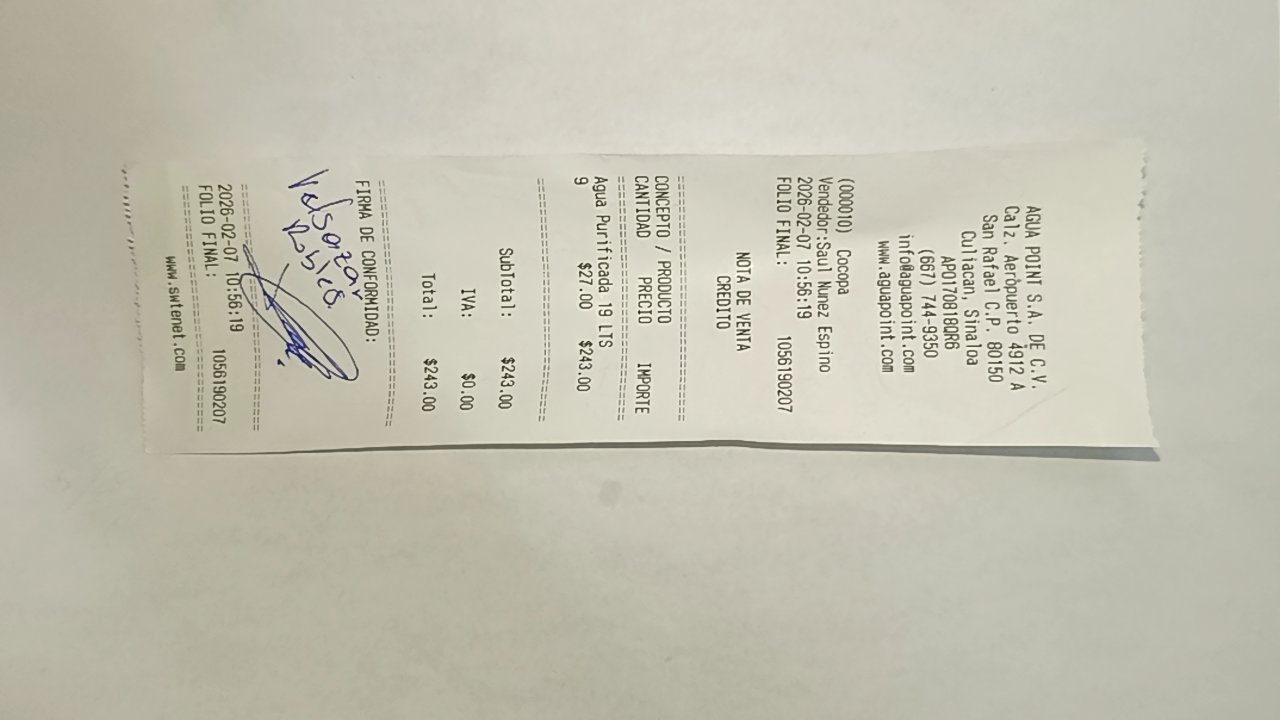 AGUA POINT S.A. DE C.V.
Calz. Aeropuerto 4912 A
San Rafael C.P. 80150
Culiacan, Sinaloa
APO170818QR6
(667) 744-9350
info@aguapoint.com
www.aguapoint.com
(000010) Cocopa
Vendedor:Saul Nunez Espino
2026-02-07 10:56:19
FOLIO FINAL: 1056190207
NOTA DE VENTA
CREDITO
CONCEPTO / PRODUCTO
CANTIDAD PRECIO IMPORTE
Agua Purificada 19 LTS
9 $27.00 $243.00
SubTotal: $243.00
IVA: $0.00
Total: $243.00
FIRMA DE CONFORMIDAD:
Robles.
2026-02-07 10:56:19
FOLIO FINAL: 1056190207
www.swtenet.com